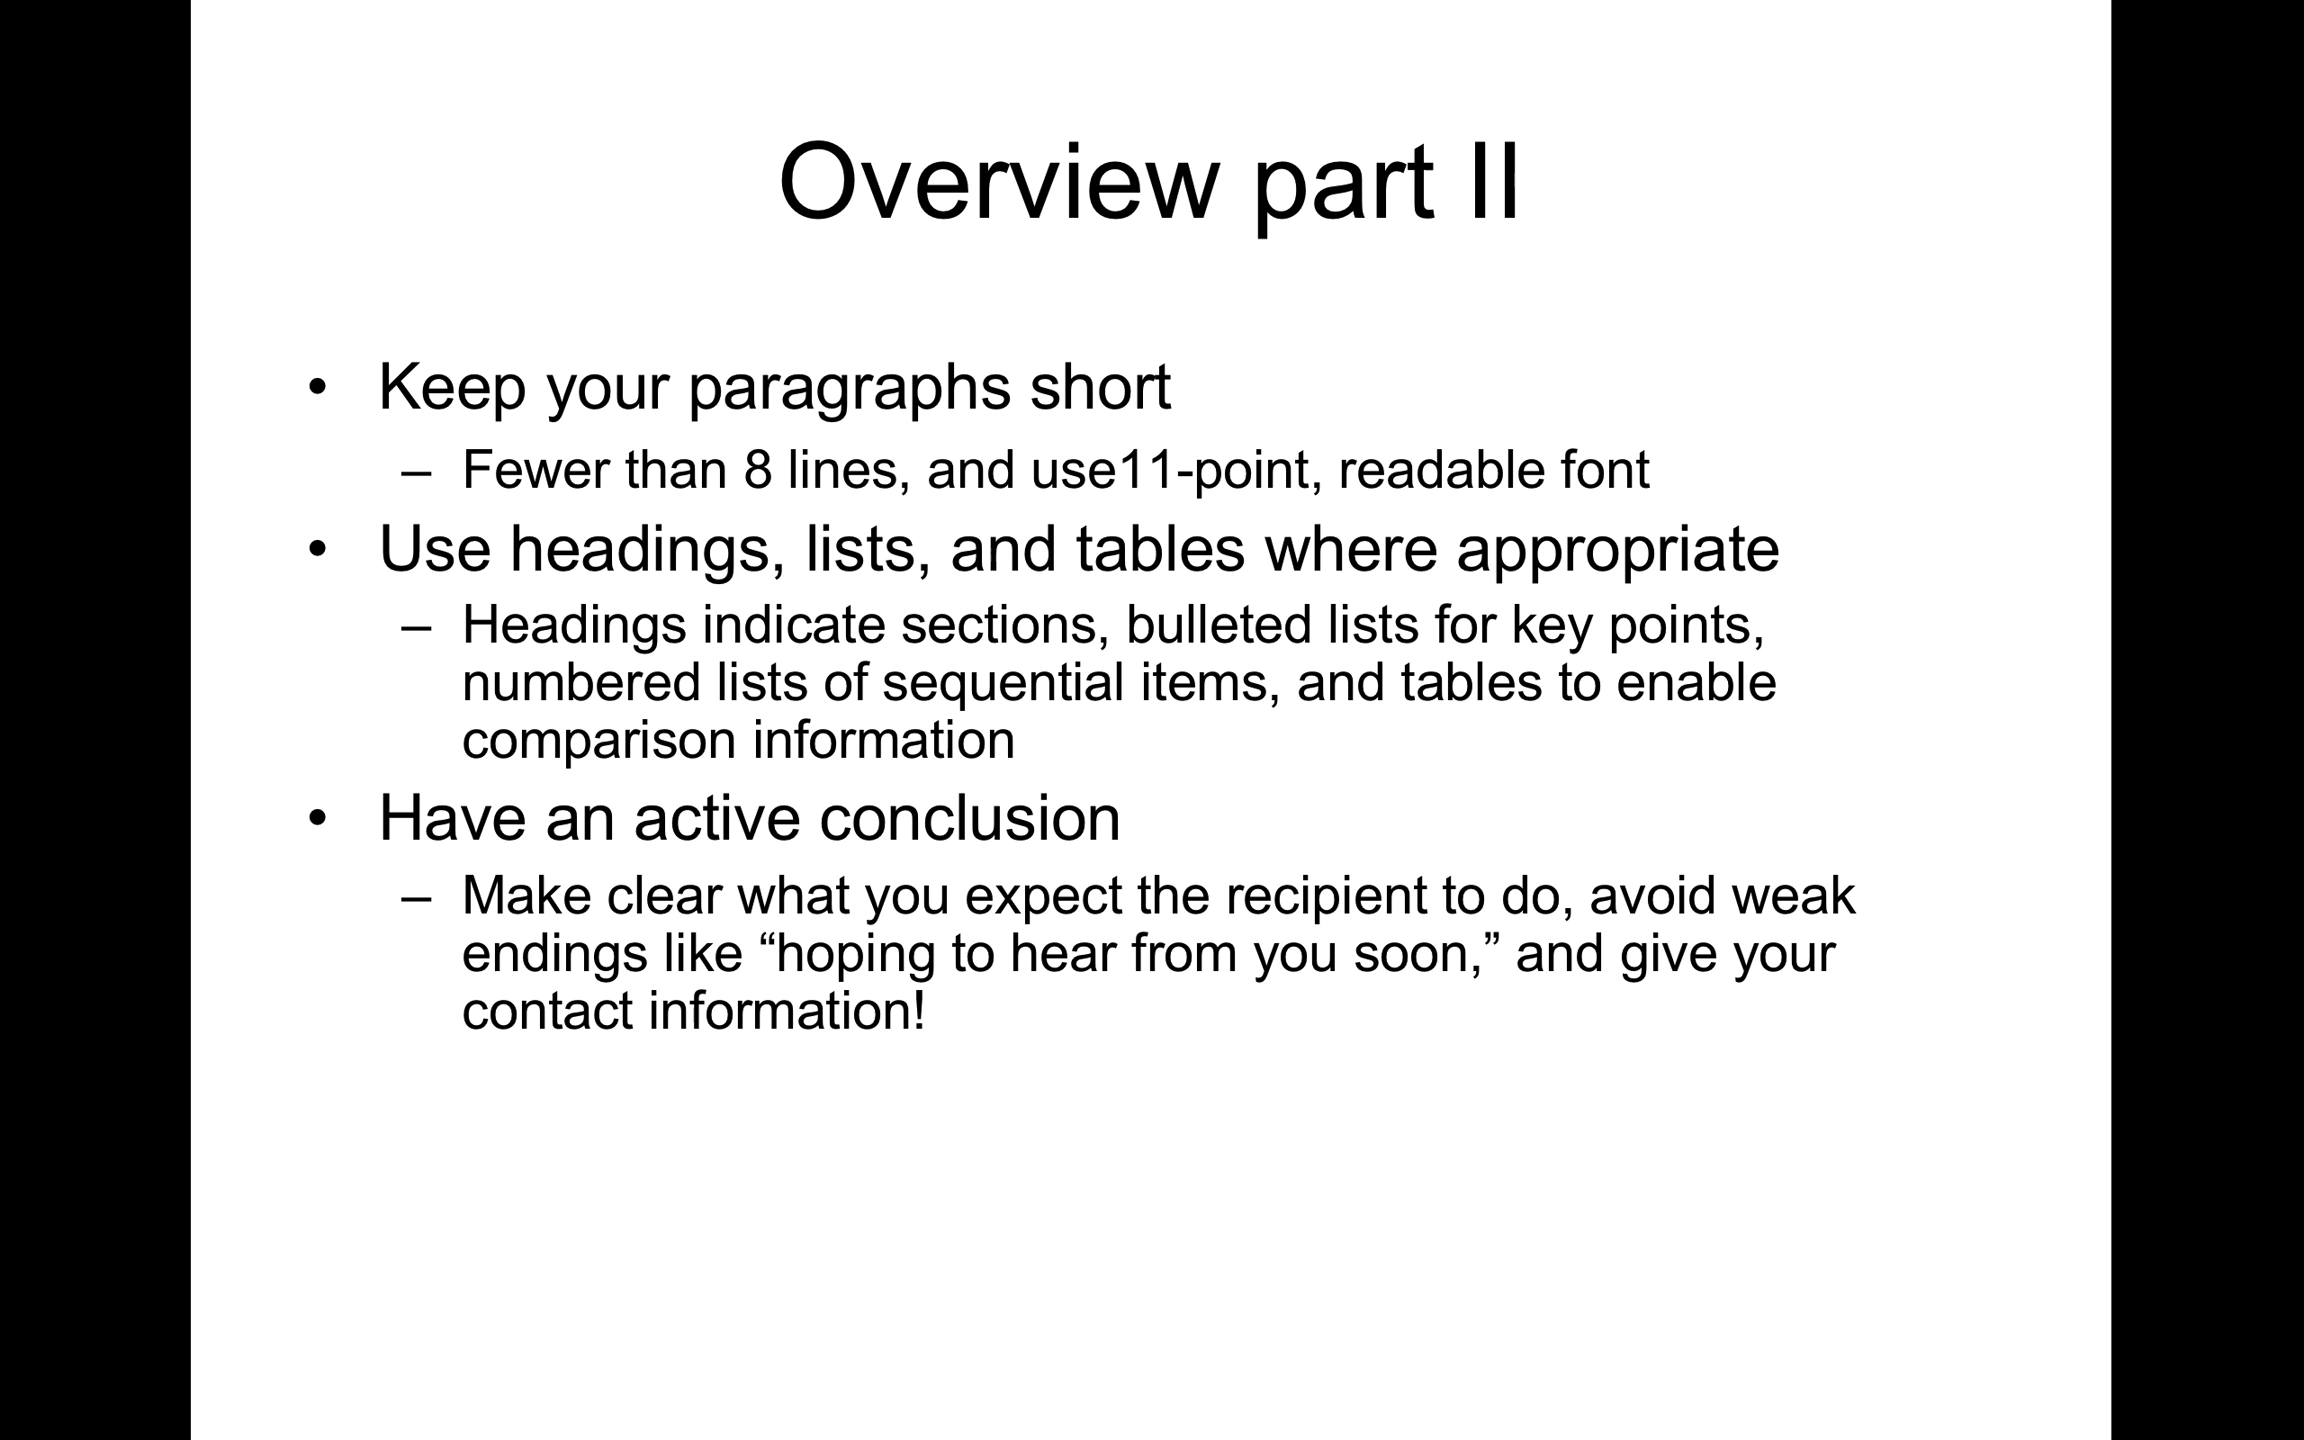 Overview part II
• Keep your paragraphs short
– Fewer than 8 lines, and use11-point, readable font
• Use headings, lists, and tables where appropriate
– Headings indicate sections, bulleted lists for key points,
numbered lists of sequential items, and tables to enable
comparison information
• Have an active conclusion
– Make clear what you expect the recipient to do, avoid weak
endings like “hoping to hear from you soon,” and give your
contact information!